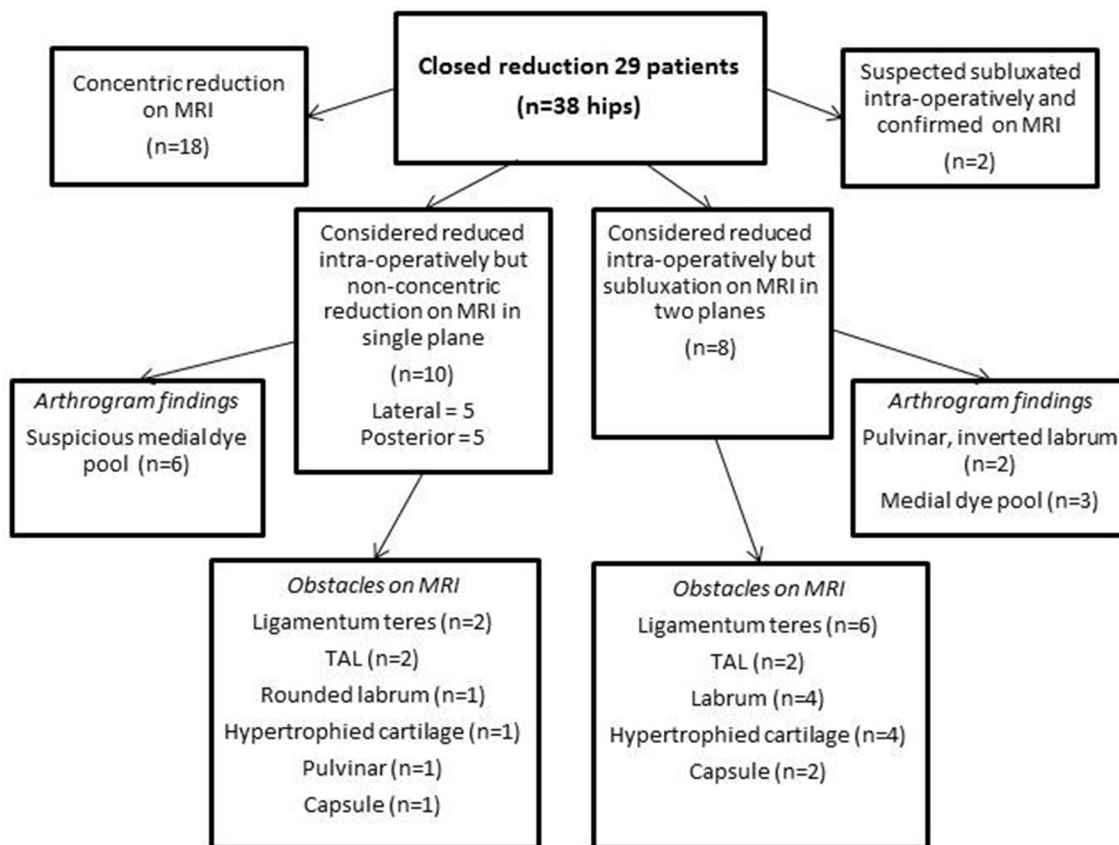 Closed reduction 29 patients
(n=38 hips)
Concentric reduction
on MRI
(n=18)
Suspected subluxated
intra-operatively and
confirmed on MRI
(n=2)
Considered reduced
intra-operatively but
non-concentric
reduction on MRI in
single plane
(n=10)
Lateral = 5
Posterior = 5
Considered reduced
intra-operatively but
subluxation on MRI in
two planes
(n=8)
Arthrogram findings
Suspicious medial dye
pool (n=6)
Arthrogram findings
Pulvinar, inverted labrum
(n=2)
Medial dye pool (n=3)
Obstacles on MRI
Ligamentum teres (n=2)
TAL (n=2)
Rounded labrum (n=1)
Hypertrophied cartilage (n=1)
Pulvinar (n=1)
Capsule (n=1)
Obstacles on MRI
Ligamentum teres (n=6)
TAL (n=2)
Labrum (n=4)
Hypertrophied cartilage (n=4)
Capsule (n=2)